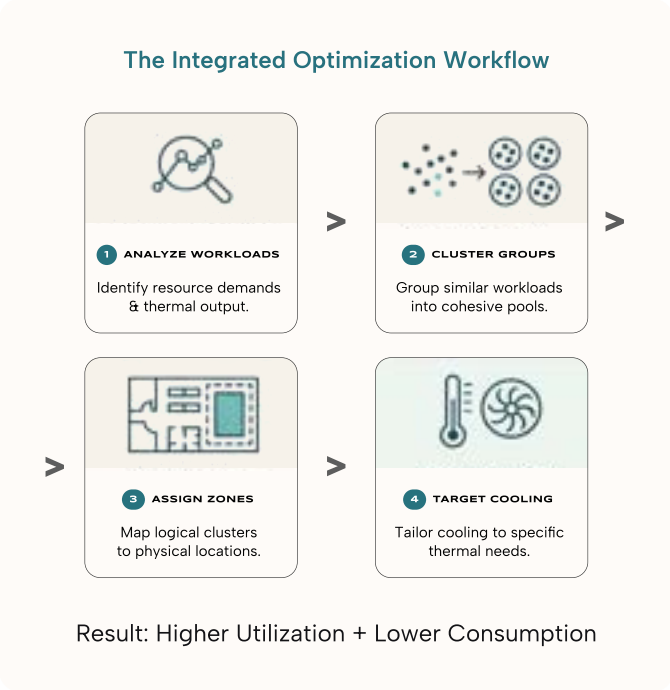 The Integrated Optimization Workflow
1 ANALYZE WORKLOADS
Identify resource demands
& thermal output.
>
2 CLUSTER GROUPS
Group similar workloads
into cohesive pools.
>
>
3 ASSIGN ZONES
Map logical clusters
to physical locations.
>
4 TARGET COOLING
Tailor cooling to specific
thermal needs.
Result: Higher Utilization + Lower Consumption